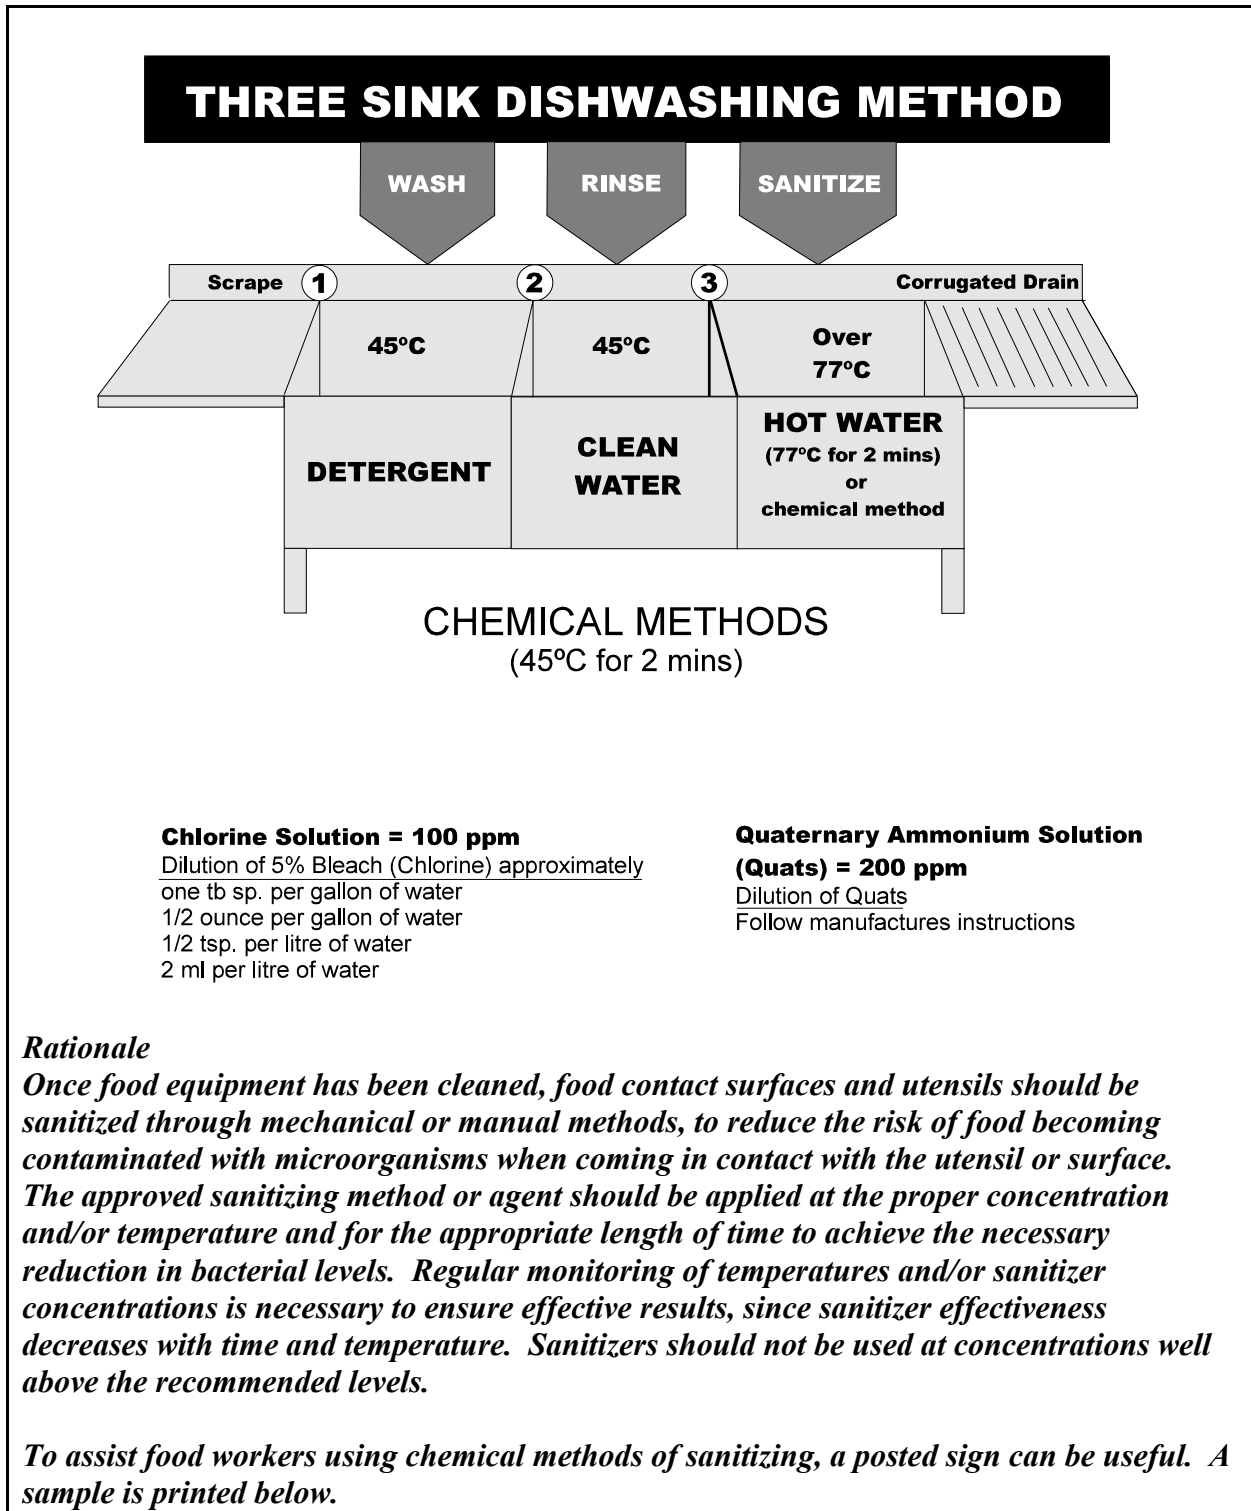 THREE SINK DISHWASHING METHOD
WASH
RINSE
SANITIZE
Scrape
1
2
3
Corrugated Drain
45ºC
45ºC
Over
77ºC
DETERGENT
CLEAN
WATER
HOT WATER
(77ºC for 2 mins)
or
chemical method
CHEMICAL METHODS
(45ºC for 2 mins)
Chlorine Solution = 100 ppm
Dilution of 5% Bleach (Chlorine) approximately
one tb sp. per gallon of water
1/2 ounce per gallon of water
1/2 tsp. per litre of water
2 ml per litre of water
Quaternary Ammonium Solution
(Quats) = 200 ppm
Dilution of Quats
Follow manufactures instructions
Rationale
Once food equipment has been cleaned, food contact surfaces and utensils should be
sanitized through mechanical or manual methods, to reduce the risk of food becoming
contaminated with microorganisms when coming in contact with the utensil or surface.
The approved sanitizing method or agent should be applied at the proper concentration
and/or temperature and for the appropriate length of time to achieve the necessary
reduction in bacterial levels.  Regular monitoring of temperatures and/or sanitizer
concentrations is necessary to ensure effective results, since sanitizer effectiveness
decreases with time and temperature.  Sanitizers should not be used at concentrations well
above the recommended levels.
To assist food workers using chemical methods of sanitizing, a posted sign can be useful.  A
sample is printed below.